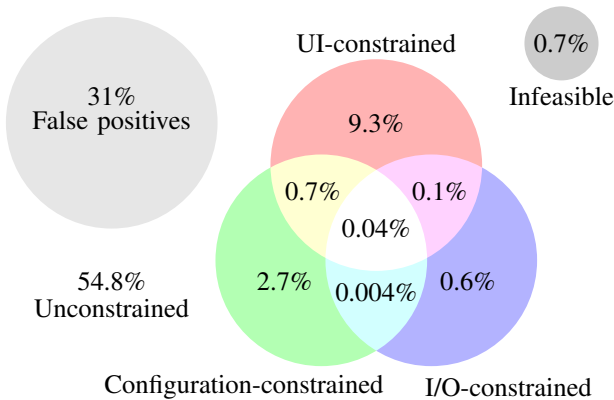 UI-constrained
0.7%
Infeasible
31%
False positives
9.3%
0.7%
0.1%
0.04%
54.8%
Unconstrained
2.7%
0.004%
0.6%
Configuration-constrained
I/O-constrained